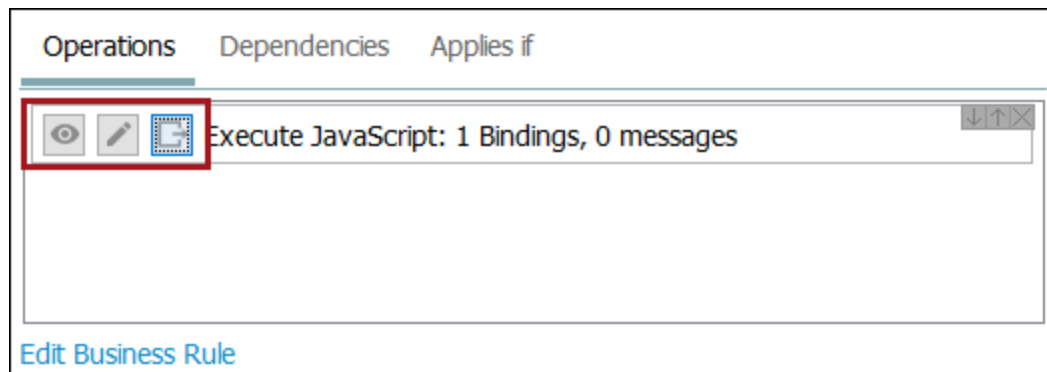 Operations Dependencies Applies if
Execute JavaScript: 1 Bindings, 0 messages
Edit Business Rule